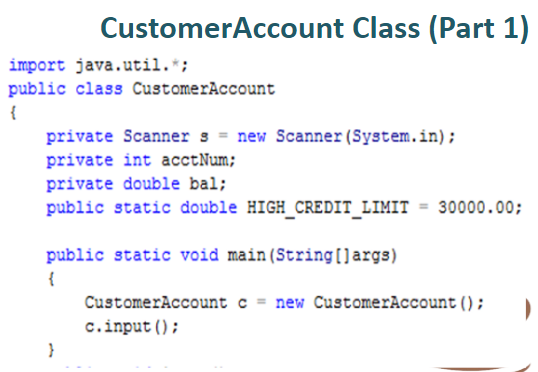 CustomerAccount Class (Part 1)
import java.util.*;
public class CustomerAccount
{
private Scanner s = new Scanner(System.in);
private int acctNum;
private double bal;
public static double HIGH_CREDIT_LIMIT = 30000.00;
public static void main(String[]args)
{
CustomerAccount c = new CustomerAccount();
c.input();
}